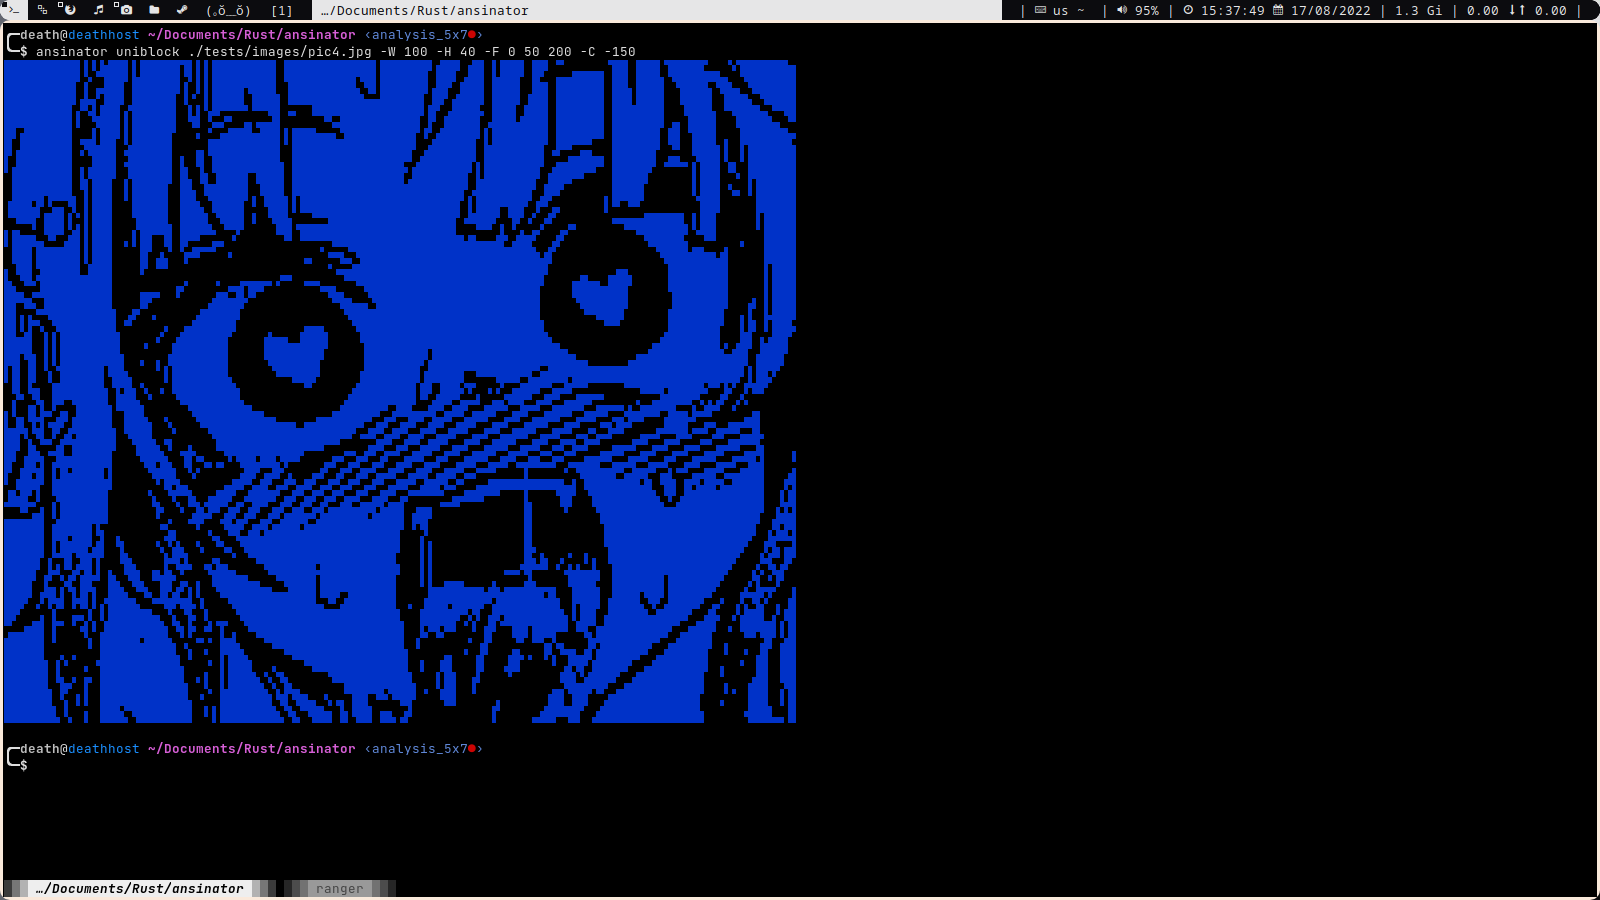 (｡ŏ﹏ŏ) [1] …/Documents/Rust/ansinator | us ~ | 95% | 15:37:49 17/08/2022 | 1.3 Gi | 0.00 ↓↑ 0.00 |
death@deathhost ~/Documents/Rust/ansinator ‹analysis_5x7●›
$ ansinator uniblock ./tests/images/pic4.jpg -W 100 -H 40 -F 0 50 200 -C -150
death@deathhost ~/Documents/Rust/ansinator ‹analysis_5x7●›
$
…/Documents/Rust/ansinator ranger